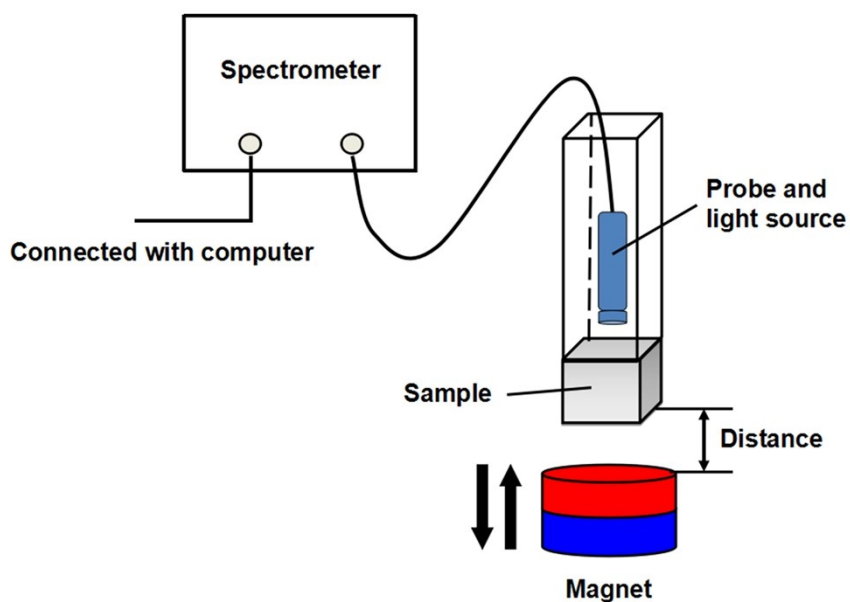 Spectrometer
Probe and
light source
Connected with computer
Sample
Distance
Magnet